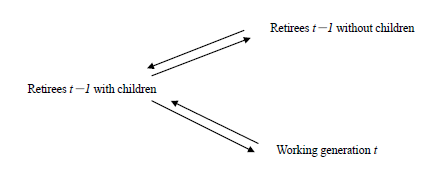 Retirees t−1 without children
Retirees t−1 with children
Working generation t